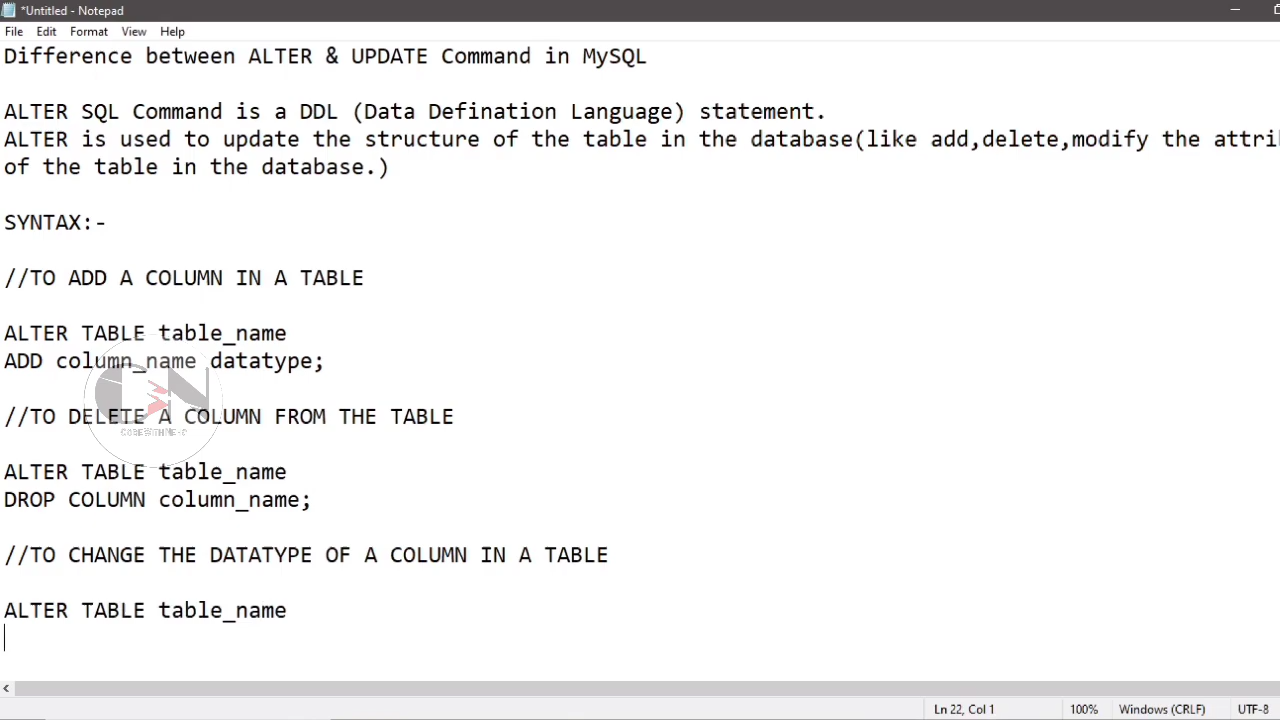 *Untitled - Notepad
File Edit Format View Help
Difference between ALTER & UPDATE Command in MySQL
ALTER SQL Command is a DDL (Data Defination Language) statement.
ALTER is used to update the structure of the table in the database(like add,delete,modify the attri
of the table in the database.)
SYNTAX:-
//TO ADD A COLUMN IN A TABLE
ALTER TABLE table_name
ADD column_name datatype;
//TO DELETE A COLUMN FROM THE TABLE
ALTER TABLE table_name
DROP COLUMN column_name;
//TO CHANGE THE DATATYPE OF A COLUMN IN A TABLE
ALTER TABLE table_name
Ln 22, Col 1 100% Windows (CRLF) UTF-8